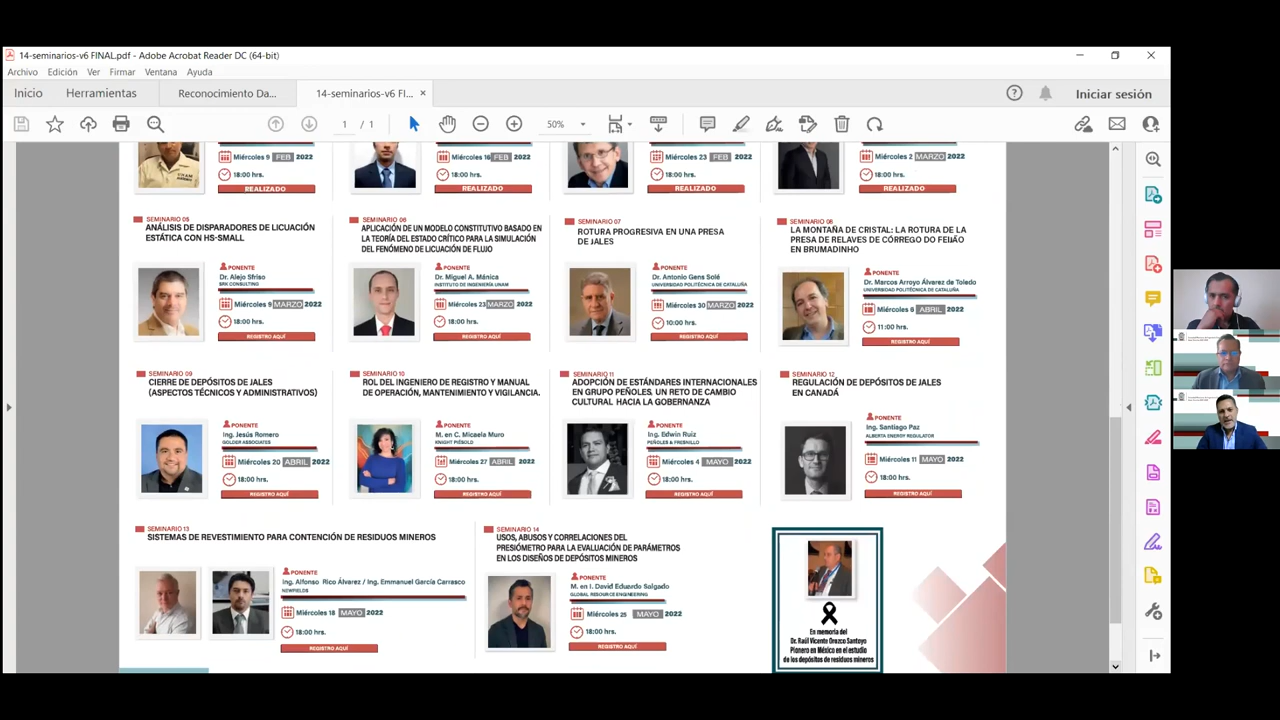 14-seminarios-v6 FINAL.pdf - Adobe Acrobat Reader DC (64-bit)
Archivo Edición Ver Firmar Ventana Ayuda
Inicio Herramientas Reconocimiento Da... 14-seminarios-v6 FI... × Iniciar sesión
1 / 1 50%
Miércoles 9 FEB 2022
18:00 hrs.
REALIZADO
Miércoles 16 FEB 2022
18:00 hrs.
REALIZADO
Miércoles 23 FEB 2022
18:00 hrs.
REALIZADO
Miércoles 2 MARZO 2022
18:00 hrs.
REALIZADO
SEMINARIO 05
ANÁLISIS DE DISPARADORES DE LICUACIÓN
ESTÁTICA CON HS-SMALL
PONENTE
Dr. Alejo Sfriso
SRK CONSULTING
Miércoles 9 MARZO 2022
18:00 hrs.
REGISTRO AQUÍ
SEMINARIO 06
APLICACIÓN DE UN MODELO CONSTITUTIVO BASADO EN
LA TEORÍA DEL ESTADO CRÍTICO PARA LA SIMULACIÓN
DEL FENÓMENO DE LICUACIÓN DE FLUJO
PONENTE
Dr. Miguel A. Mánica
INSTITUTO DE INGENIERÍA UNAM
Miércoles 23 MARZO 2022
18:00 hrs.
REGISTRO AQUÍ
SEMINARIO 07
ROTURA PROGRESIVA EN UNA PRESA
DE JALES
PONENTE
Dr. Antonio Gens Solé
UNIVERSIDAD POLITÉCNICA DE CATALUÑA
Miércoles 30 MARZO 2022
10:00 hrs.
REGISTRO AQUÍ
SEMINARIO 08
LA MONTAÑA DE CRISTAL: LA ROTURA DE LA
PRESA DE RELAVES DE CÓRREGO DO FEIJÃO
EN BRUMADINHO
PONENTE
Dr. Marcos Arroyo Álvarez de Toledo
UNIVERSIDAD POLITÉCNICA DE CATALUÑA
Miércoles 6 ABRIL 2022
11:00 hrs.
REGISTRO AQUÍ
SEMINARIO 09
CIERRE DE DEPÓSITOS DE JALES
(ASPECTOS TÉCNICOS Y ADMINISTRATIVOS)
PONENTE
Ing. Jesús Romero
GOLDER ASSOCIATES
Miércoles 20 ABRIL 2022
18:00 hrs.
REGISTRO AQUÍ
SEMINARIO 10
ROL DEL INGENIERO DE REGISTRO Y MANUAL
DE OPERACIÓN, MANTENIMIENTO Y VIGILANCIA.
PONENTE
M. en C. Micaela Muro
KNIGHT PIÉSOLD
Miércoles 27 ABRIL 2022
18:00 hrs.
REGISTRO AQUÍ
SEMINARIO 11
ADOPCIÓN DE ESTÁNDARES INTERNACIONALES
EN GRUPO PEÑOLES, UN RETO DE CAMBIO
CULTURAL HACIA LA GOBERNANZA
PONENTE
Ing. Edwin Ruiz
PEÑOLES & FRESNILLO
Miércoles 4 MAYO 2022
18:00 hrs.
REGISTRO AQUÍ
SEMINARIO 12
REGULACIÓN DE DEPÓSITOS DE JALES
EN CANADÁ
PONENTE
Ing. Santiago Paz
ALBERTA ENERGY REGULATOR
Miércoles 11 MAYO 2022
18:00 hrs.
REGISTRO AQUÍ
SEMINARIO 13
SISTEMAS DE REVESTIMIENTO PARA CONTENCIÓN DE RESIDUOS MINEROS
PONENTE
Ing. Alfonso Rico Álvarez / Ing. Emmanuel García Carrasco
NEWFIELDS
Miércoles 18 MAYO 2022
18:00 hrs.
REGISTRO AQUÍ
SEMINARIO 14
USOS, ABUSOS Y CORRELACIONES DEL
PRESIÓMETRO PARA LA EVALUACIÓN DE PARÁMETROS
EN LOS DISEÑOS DE DEPÓSITOS MINEROS
PONENTE
M. en I. David Eduardo Salgado
GLOBAL RESOURCE ENGINEERING
Miércoles 25 MAYO 2022
18:00 hrs.
REGISTRO AQUÍ
En memoria del
Dr. Raúl Vicente Orozco Santoyo
Pionero en México en el estudio
de los depósitos de residuos mineros